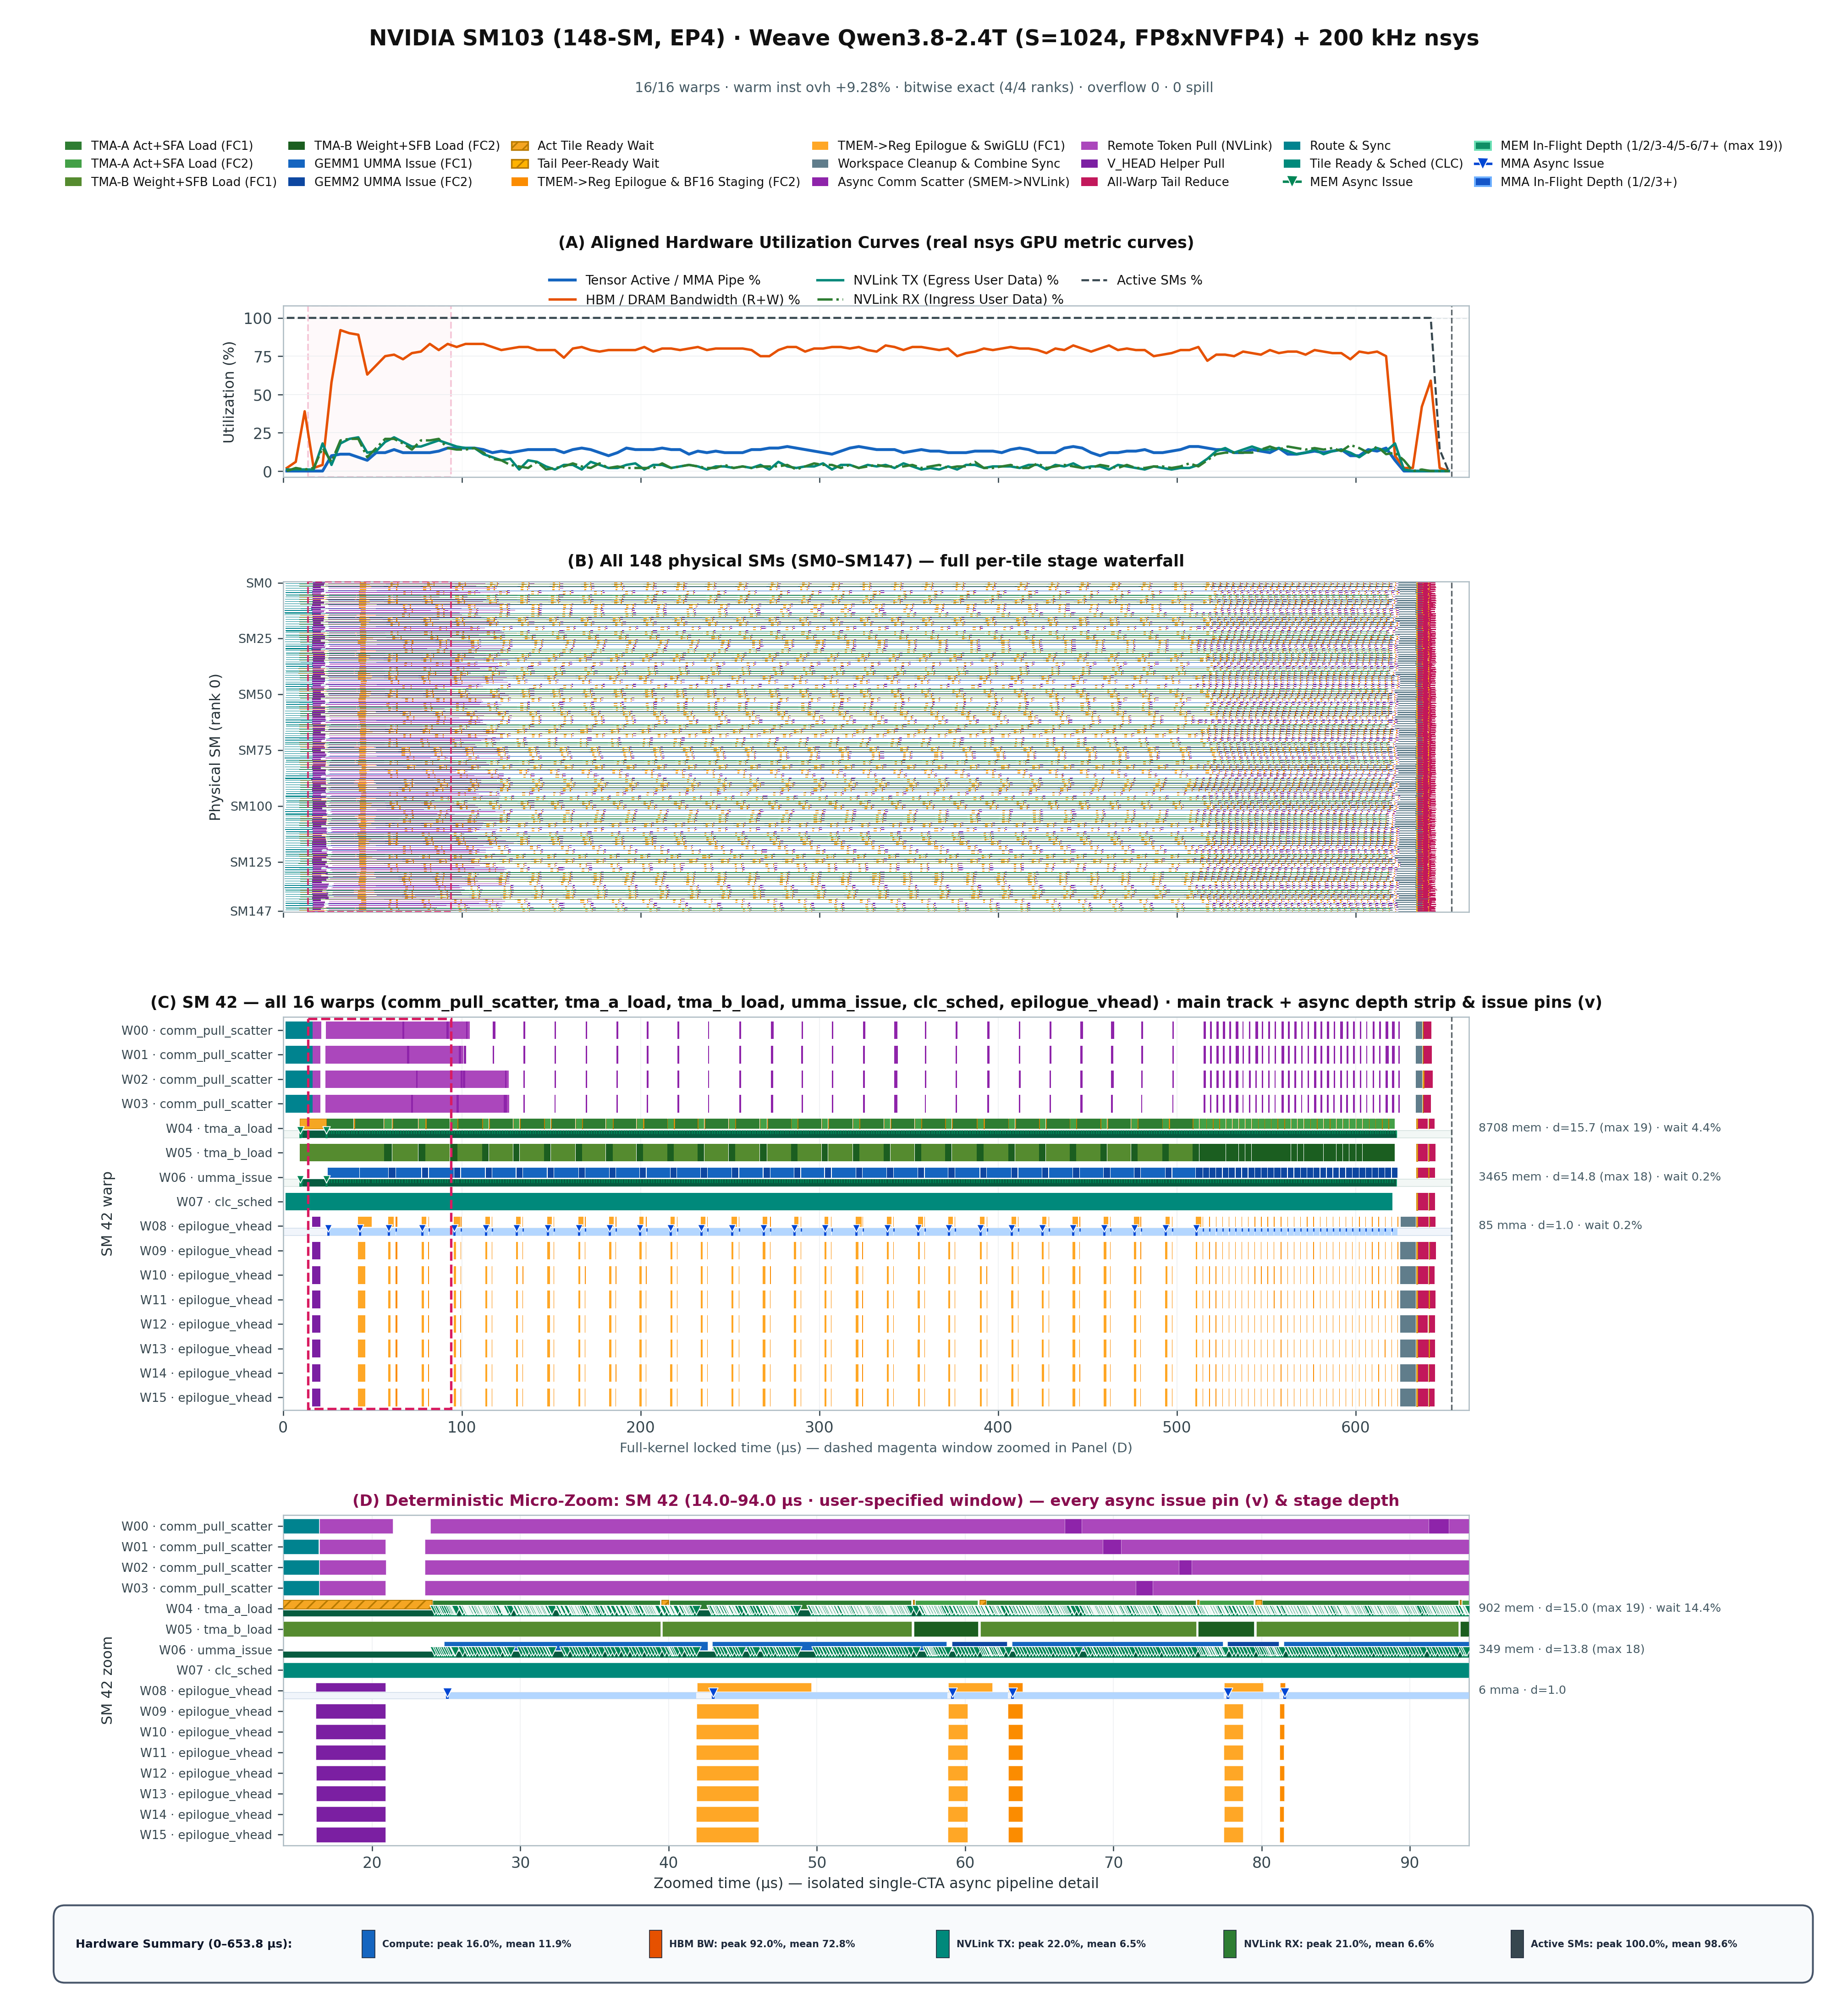 NVIDIA SM103 (148-SM, EP4) · Weave Qwen3.8-2.4T (S=1024, FP8xNVFP4) + 200 kHz nsys
16/16 warps · warm inst ovh +9.28% · bitwise exact (4/4 ranks) · overflow 0 · 0 spill
TMA-A Act+SFA Load (FC1)
TMA-A Act+SFA Load (FC2)
TMA-B Weight+SFB Load (FC1)
TMA-B Weight+SFB Load (FC2)
GEMM1 UMMA Issue (FC1)
GEMM2 UMMA Issue (FC2)
Act Tile Ready Wait
Tail Peer-Ready Wait
TMEM->Reg Epilogue & BF16 Staging (FC2)
TMEM->Reg Epilogue & SwiGLU (FC1)
Workspace Cleanup & Combine Sync
Async Comm Scatter (SMEM->NVLink)
Remote Token Pull (NVLink)
V_HEAD Helper Pull
All-Warp Tail Reduce
Route & Sync
Tile Ready & Sched (CLC)
MEM Async Issue
MEM In-Flight Depth (1/2/3-4/5-6/7+ (max 19))
MMA Async Issue
MMA In-Flight Depth (1/2/3+)
(A) Aligned Hardware Utilization Curves (real nsys GPU metric curves)
Tensor Active / MMA Pipe %
HBM / DRAM Bandwidth (R+W) %
NVLink TX (Egress User Data) %
NVLink RX (Ingress User Data) %
Active SMs %
Utilization (%)
100
75
50
25
0
(B) All 148 physical SMs (SM0–SM147) — full per-tile stage waterfall
Physical SM (rank 0)
SM0
SM25
SM50
SM75
SM100
SM125
SM147
(C) SM 42 — all 16 warps (comm_pull_scatter, tma_a_load, tma_b_load, umma_issue, clc_sched, epilogue_vhead) · main track + async depth strip & issue pins (v)
SM 42 warp
W00 · comm_pull_scatter
W01 · comm_pull_scatter
W02 · comm_pull_scatter
W03 · comm_pull_scatter
W04 · tma_a_load
8708 mem · d=15.7 (max 19) · wait 4.4%
W05 · tma_b_load
W06 · umma_issue
3465 mem · d=14.8 (max 18) · wait 0.2%
W07 · clc_sched
W08 · epilogue_vhead
85 mma · d=1.0 · wait 0.2%
W09 · epilogue_vhead
W10 · epilogue_vhead
W11 · epilogue_vhead
W12 · epilogue_vhead
W13 · epilogue_vhead
W14 · epilogue_vhead
W15 · epilogue_vhead
0 100 200 300 400 500 600
Full-kernel locked time (µs) — dashed magenta window zoomed in Panel (D)
(D) Deterministic Micro-Zoom: SM 42 (14.0–94.0 µs · user-specified window) — every async issue pin (v) & stage depth
SM 42 zoom
W00 · comm_pull_scatter
W01 · comm_pull_scatter
W02 · comm_pull_scatter
W03 · comm_pull_scatter
W04 · tma_a_load
902 mem · d=15.0 (max 19) · wait 14.4%
W05 · tma_b_load
W06 · umma_issue
349 mem · d=13.8 (max 18)
W07 · clc_sched
W08 · epilogue_vhead
6 mma · d=1.0
W09 · epilogue_vhead
W10 · epilogue_vhead
W11 · epilogue_vhead
W12 · epilogue_vhead
W13 · epilogue_vhead
W14 · epilogue_vhead
W15 · epilogue_vhead
20 30 40 50 60 70 80 90
Zoomed time (µs) — isolated single-CTA async pipeline detail
Hardware Summary (0–653.8 µs):
Compute: peak 16.0%, mean 11.9%
HBM BW: peak 92.0%, mean 72.8%
NVLink TX: peak 22.0%, mean 6.5%
NVLink RX: peak 21.0%, mean 6.6%
Active SMs: peak 100.0%, mean 98.6%